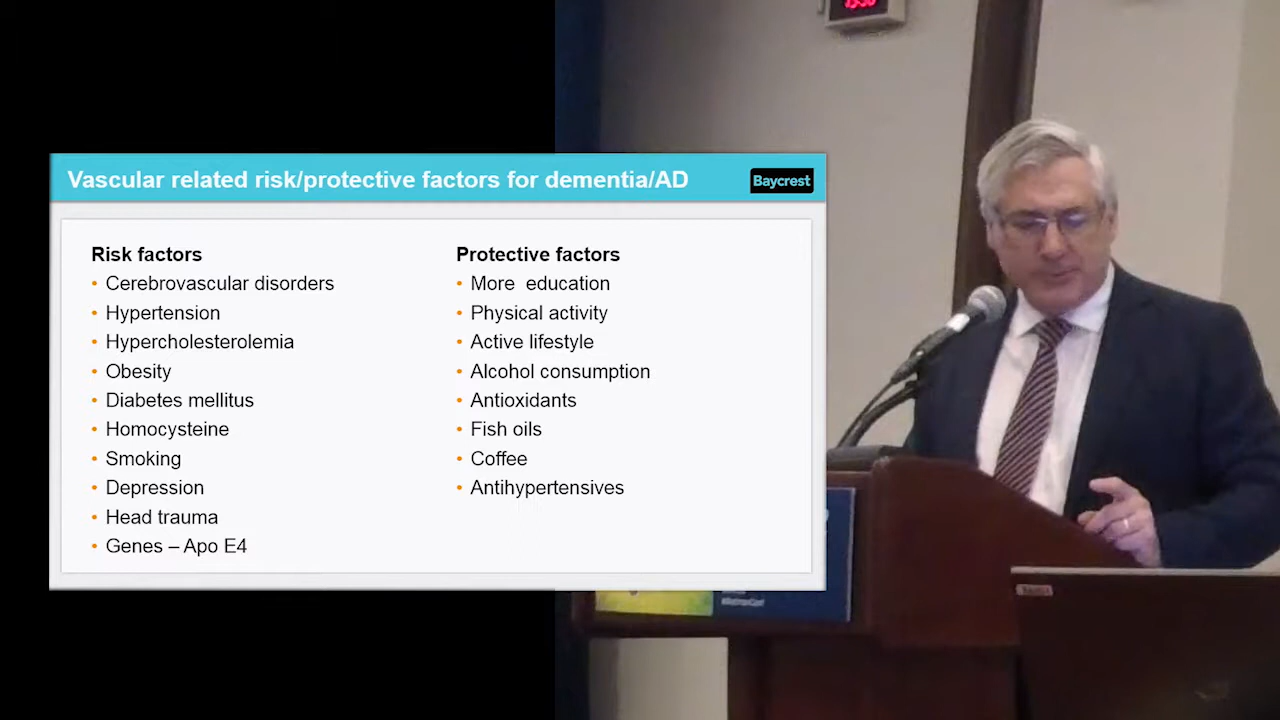 Vascular related risk/protective factors for dementia/AD
Baycrest
Risk factors
• Cerebrovascular disorders
• Hypertension
• Hypercholesterolemia
• Obesity
• Diabetes mellitus
• Homocysteine
• Smoking
• Depression
• Head trauma
• Genes – Apo E4
Protective factors
• More education
• Physical activity
• Active lifestyle
• Alcohol consumption
• Antioxidants
• Fish oils
• Coffee
• Antihypertensives